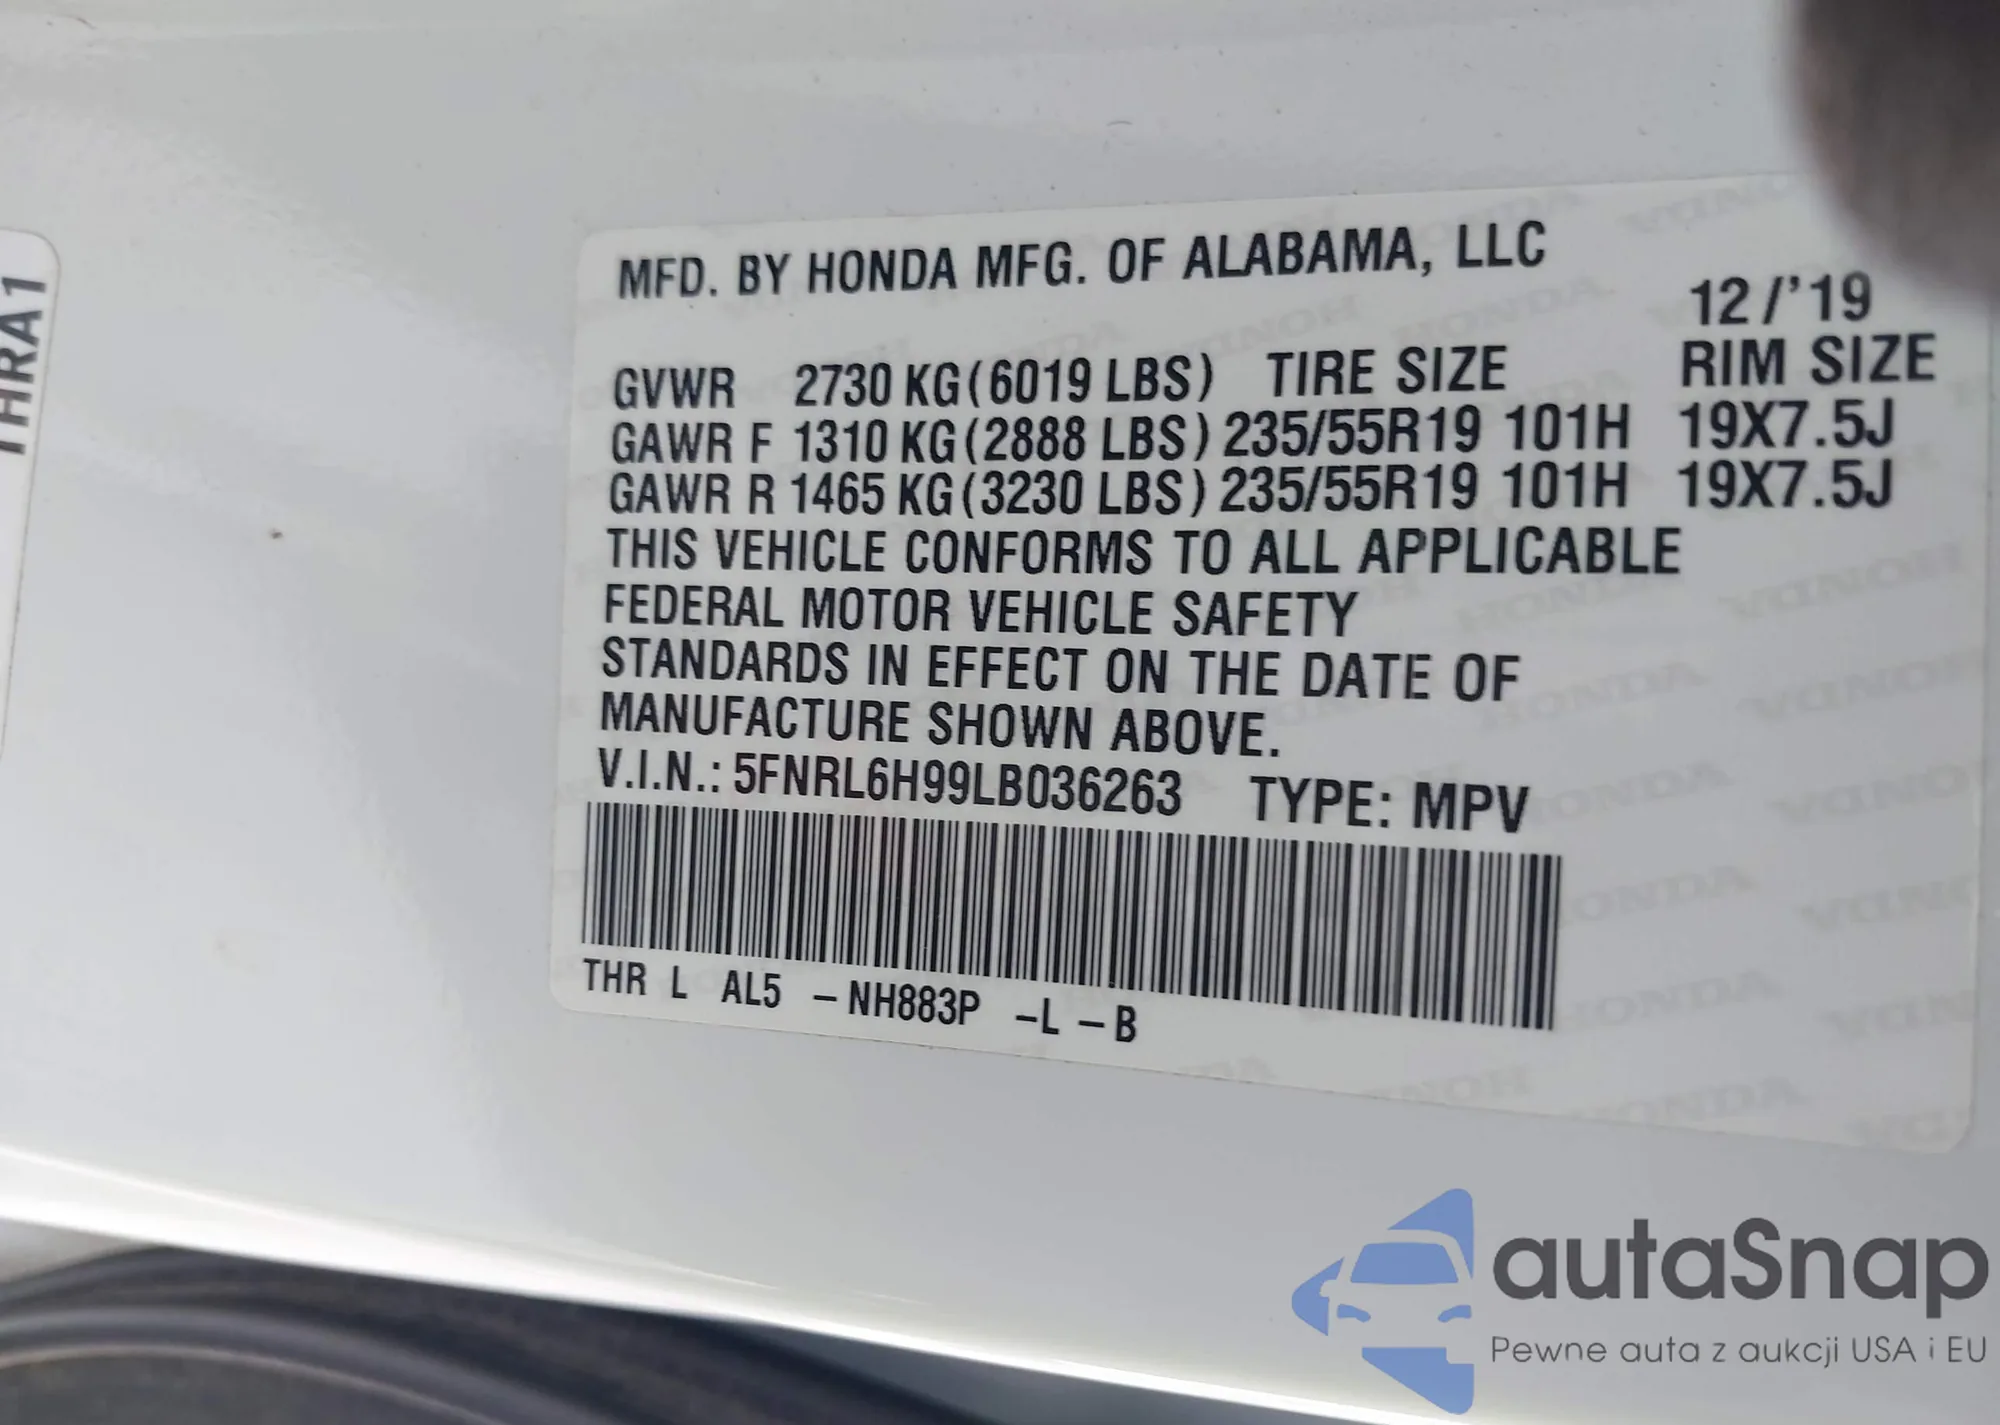 THRA1
MFD. BY HONDA MFG. OF ALABAMA, LLC
12/'19
GVWR 2730 KG(6019 LBS) TIRE SIZE RIM SIZE
GAWR F 1310 KG(2888 LBS) 235/55R19 101H 19X7.5J
GAWR R 1465 KG(3230 LBS) 235/55R19 101H 19X7.5J
THIS VEHICLE CONFORMS TO ALL APPLICABLE
FEDERAL MOTOR VEHICLE SAFETY
STANDARDS IN EFFECT ON THE DATE OF
MANUFACTURE SHOWN ABOVE.
V.I.N.: 5FNRL6H99LB036263 TYPE: MPV
THR L AL5 –NH883P –L –B
autaSnap
Pewne auta z aukcji USA i EU